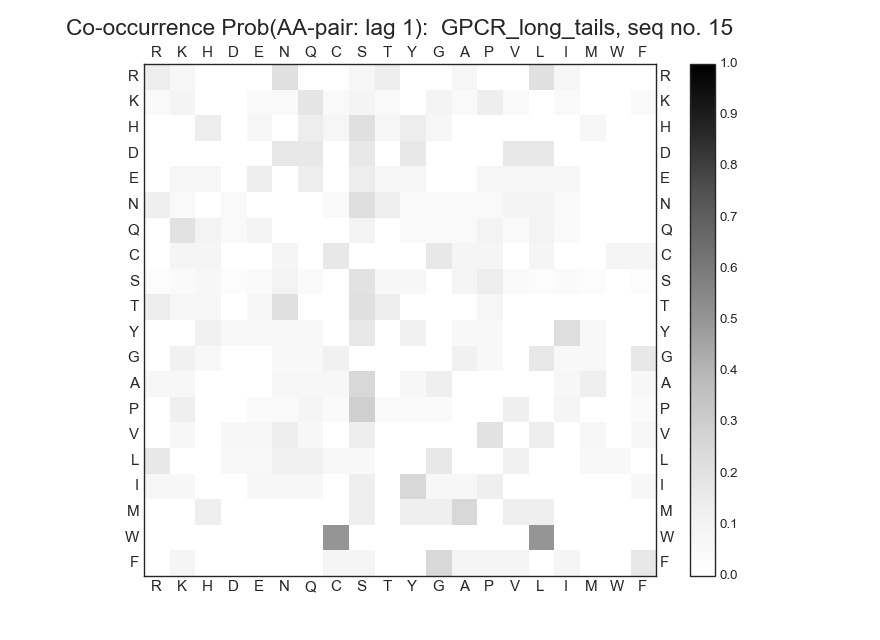 Co-occurrence Prob(AA-pair: lag 1):  GPCR_long_tails, seq no. 15
R K H D E N Q C S T Y G A P V L I M W F
R R
K K
H H
D D
E E
N N
Q Q
C C
S S
T T
Y Y
G G
A A
P P
V V
L L
I I
M M
W W
F F
R K H D E N Q C S T Y G A P V L I M W F
1.0
0.9
0.8
0.7
0.6
0.5
0.4
0.3
0.2
0.1
0.0